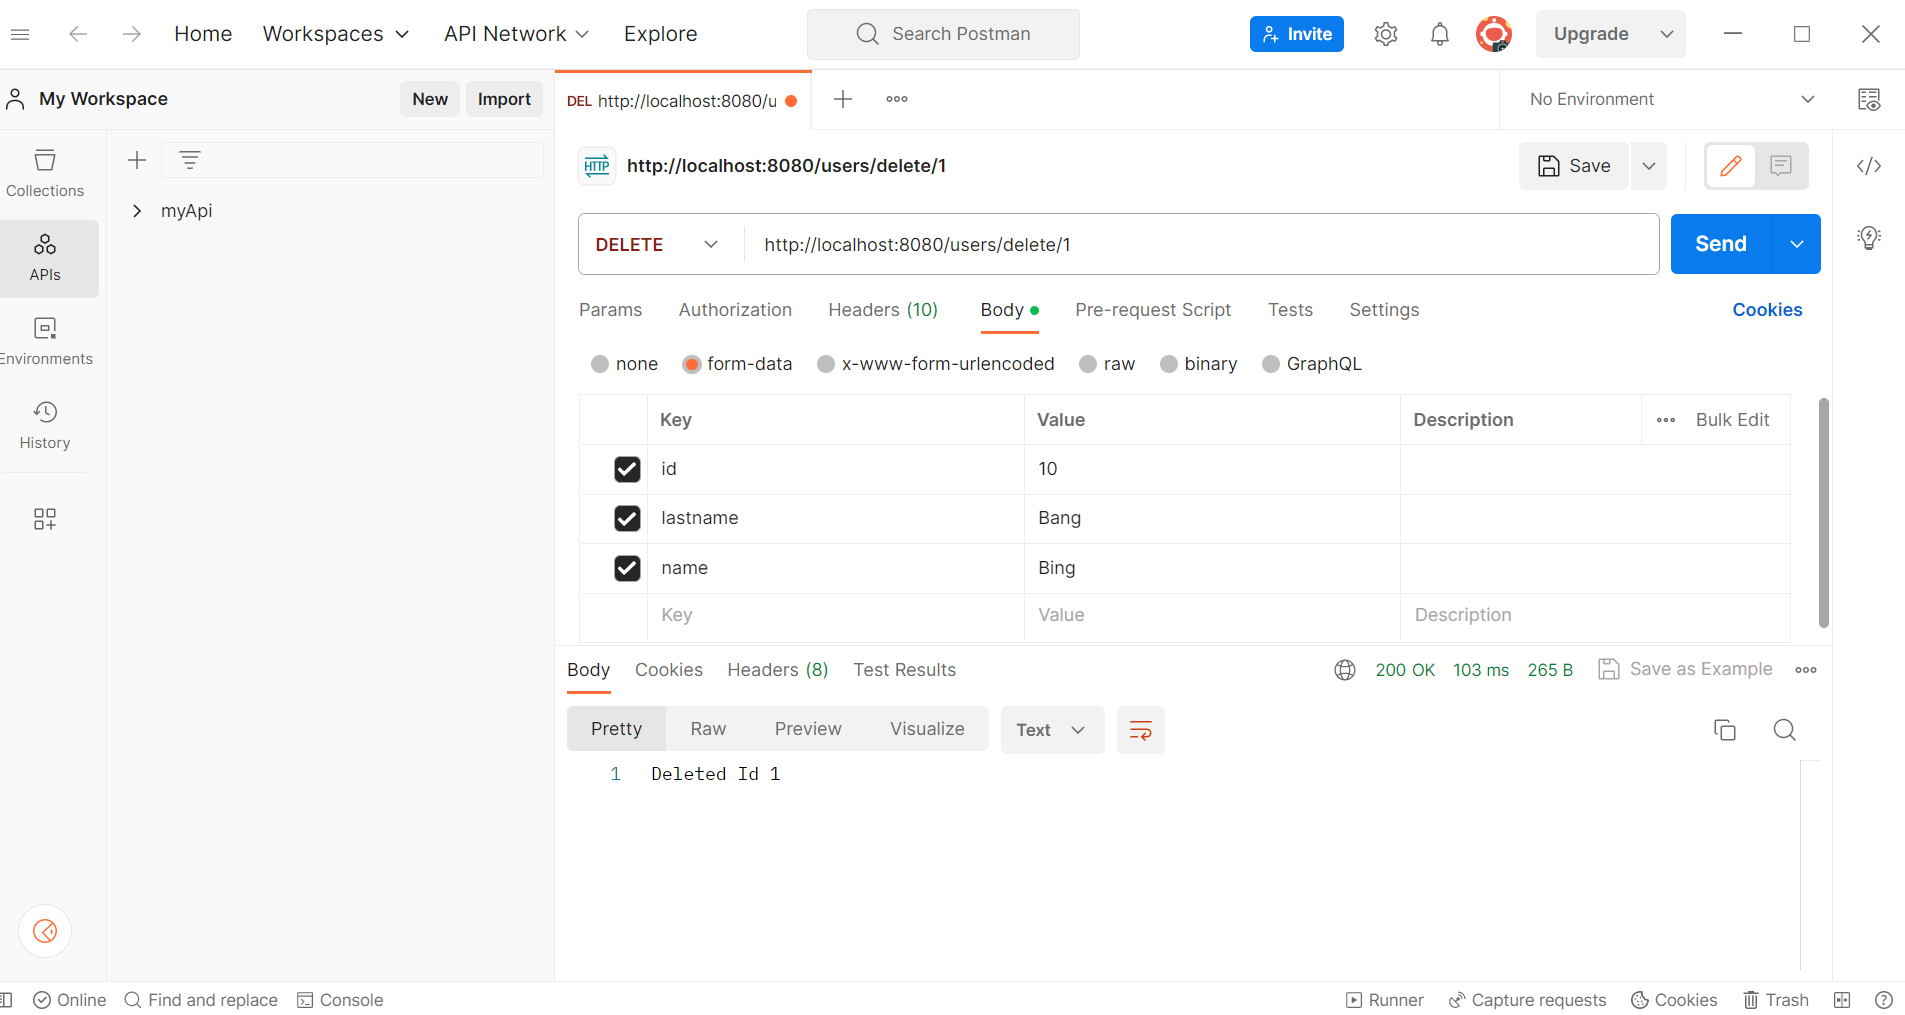 Home Workspaces API Network Explore Search Postman Invite Upgrade
My Workspace New Import DEL http://localhost:8080/u No Environment
HTTP http://localhost:8080/users/delete/1 Save
Collections
myApi
APIs
Environments
History
DELETE http://localhost:8080/users/delete/1 Send
Params Authorization Headers (10) Body Pre-request Script Tests Settings Cookies
none form-data x-www-form-urlencoded raw binary GraphQL
Key Value Description Bulk Edit
id 10
lastname Bang
name Bing
Key Value Description
Body Cookies Headers (8) Test Results 200 OK 103 ms 265 B Save as Example
Pretty Raw Preview Visualize Text
1 Deleted Id 1
Online Find and replace Console Runner Capture requests Cookies Trash